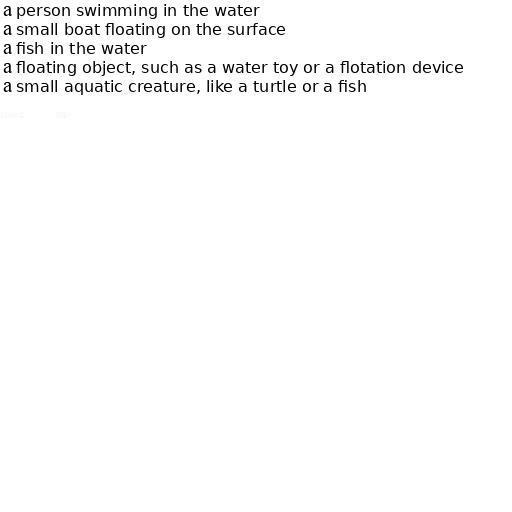 a person swimming in the water
a small boat floating on the surface
a fish in the water
a floating object, such as a water toy or a flotation device
a small aquatic creature, like a turtle or a fish